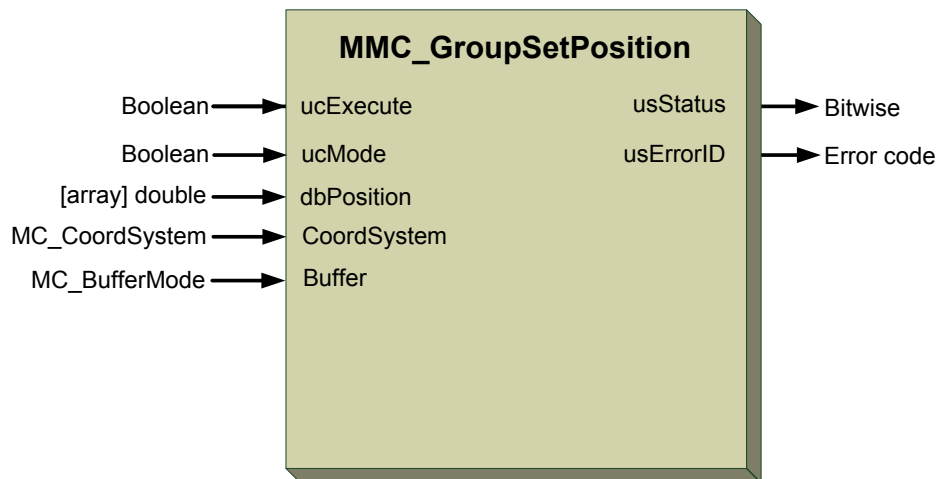 MMC_GroupSetPosition
Boolean ucExecute usStatus Bitwise
Boolean ucMode usErrorID Error code
[array] double dbPosition
MC_CoordSystem CoordSystem
MC_BufferMode Buffer